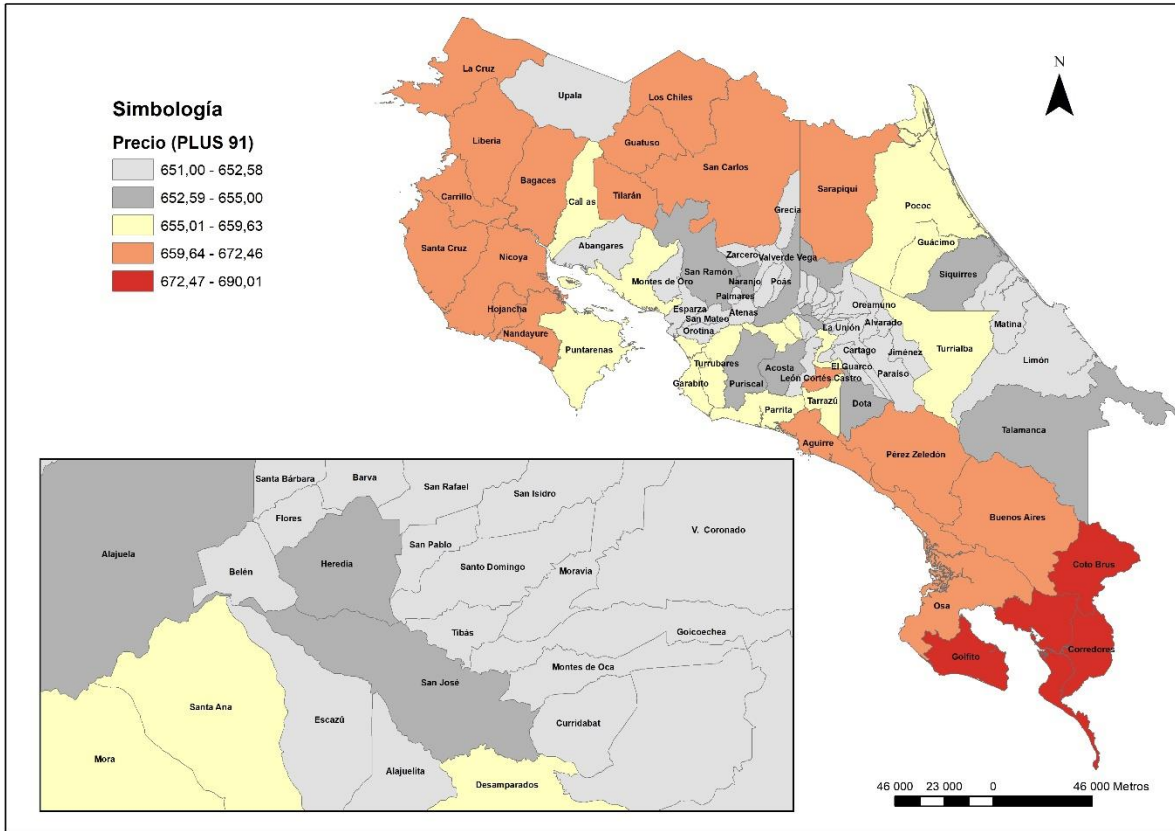 Simbología
Precio (PLUS 91)
651,00 - 652,58
652,59 - 655,00
655,01 - 659,63
659,64 - 672,46
672,47 - 690,01
N
La Cruz
Upala
Los Chiles
Liberia
Guatuso
San Carlos
Bagaces
Cañas
Tilarán
Sarapiquí
Carrillo
Grecia
Pococ
Santa Cruz
Nicoya
Abangares
Guácimo
Zarcero
Valverde Vega
San Ramón
Siquirres
Montes de Oro
Naranjo
Poás
Palmares
Hojancha
Esparza
Atenas
San Mateo
Oreamuno
Matina
Nandayure
Orotina
La Unión
Alvarado
Limón
Puntarenas
Cartago
Jiménez
Turrialba
Turrubares
Acosta
El Guarco
Paraíso
Garabito
Puriscal
León Cortés Castro
Tarrazú
Dota
Parrita
Talamanca
Aguirre
Pérez Zeledón
Buenos Aires
Coto Brus
Osa
Golfito
Corredores
Santa Bárbara
Barva
San Rafael
San Isidro
Flores
V. Coronado
Alajuela
San Pablo
Belén
Heredia
Santo Domingo
Moravia
Tibás
Goicoechea
Montes de Oca
San José
Santa Ana
Escazú
Curridabat
Mora
Alajuelita
Desamparados
46 000 23 000 0 46 000 Metros